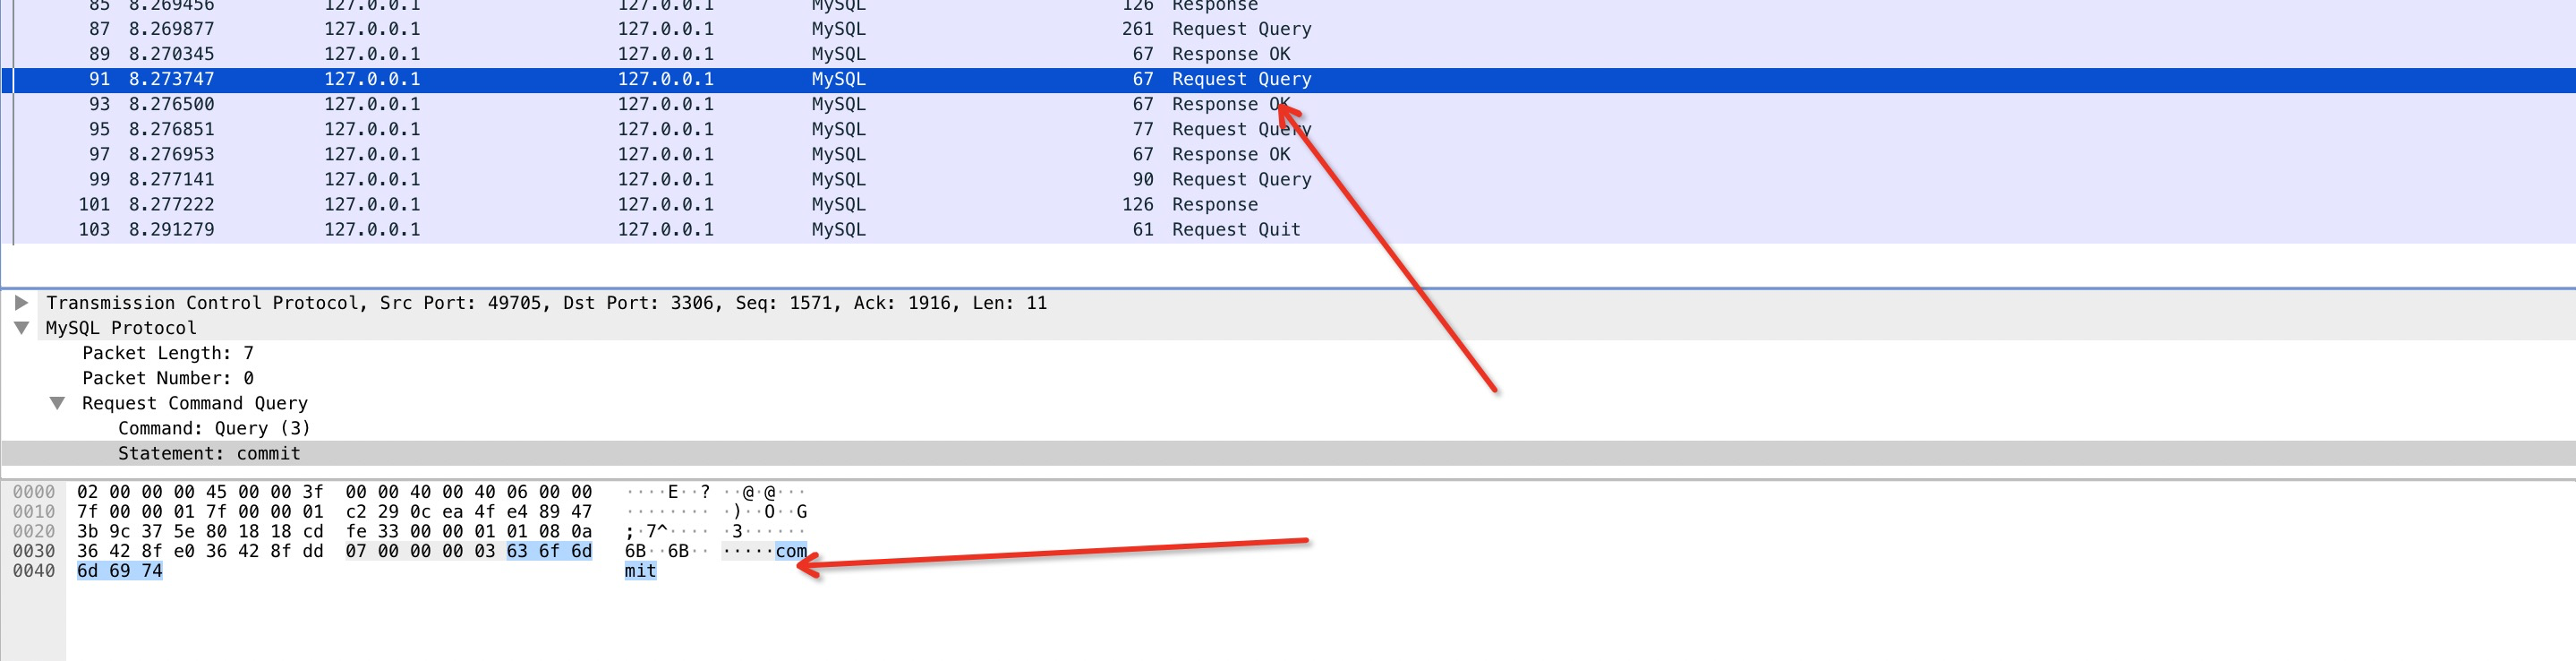 85 8.269456 127.0.0.1 127.0.0.1 MySQL 126 Response
87 8.269877 127.0.0.1 127.0.0.1 MySQL 261 Request Query
89 8.270345 127.0.0.1 127.0.0.1 MySQL 67 Response OK
91 8.273747 127.0.0.1 127.0.0.1 MySQL 67 Request Query
93 8.276500 127.0.0.1 127.0.0.1 MySQL 67 Response OK
95 8.276851 127.0.0.1 127.0.0.1 MySQL 77 Request Query
97 8.276953 127.0.0.1 127.0.0.1 MySQL 67 Response OK
99 8.277141 127.0.0.1 127.0.0.1 MySQL 90 Request Query
101 8.277222 127.0.0.1 127.0.0.1 MySQL 126 Response
103 8.291279 127.0.0.1 127.0.0.1 MySQL 61 Request Quit
Transmission Control Protocol, Src Port: 49705, Dst Port: 3306, Seq: 1571, Ack: 1916, Len: 11
MySQL Protocol
Packet Length: 7
Packet Number: 0
Request Command Query
Command: Query (3)
Statement: commit
0000 02 00 00 00 45 00 00 3f 00 00 40 00 40 06 00 00 ····E··? ··@·@···
0010 7f 00 00 01 7f 00 00 01 c2 29 0c ea 4f e4 89 47 ········ ·)··O··G
0020 3b 9c 37 5e 80 18 18 cd fe 33 00 00 01 01 08 0a ;·7^···· ·3······
0030 36 42 8f e0 36 42 8f dd 07 00 00 00 03 63 6f 6d 6B··6B·· ·····com
0040 6d 69 74 mit